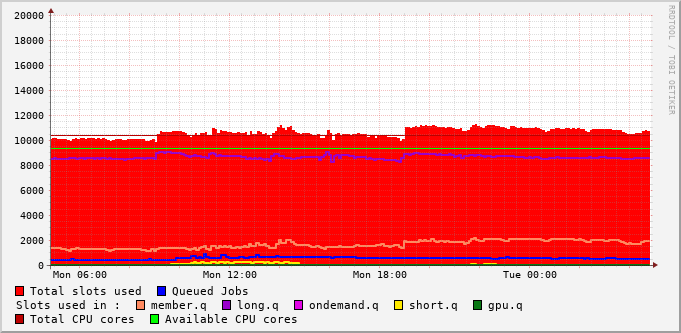 RRDTOOL / TOBI OETIKER
20000
18000
16000
14000
12000
10000
8000
6000
4000
2000
0
Mon 06:00 Mon 12:00 Mon 18:00 Tue 00:00
Total slots used Queued Jobs
Slots used in : member.q long.q ondemand.q short.q gpu.q
Total CPU cores Available CPU cores